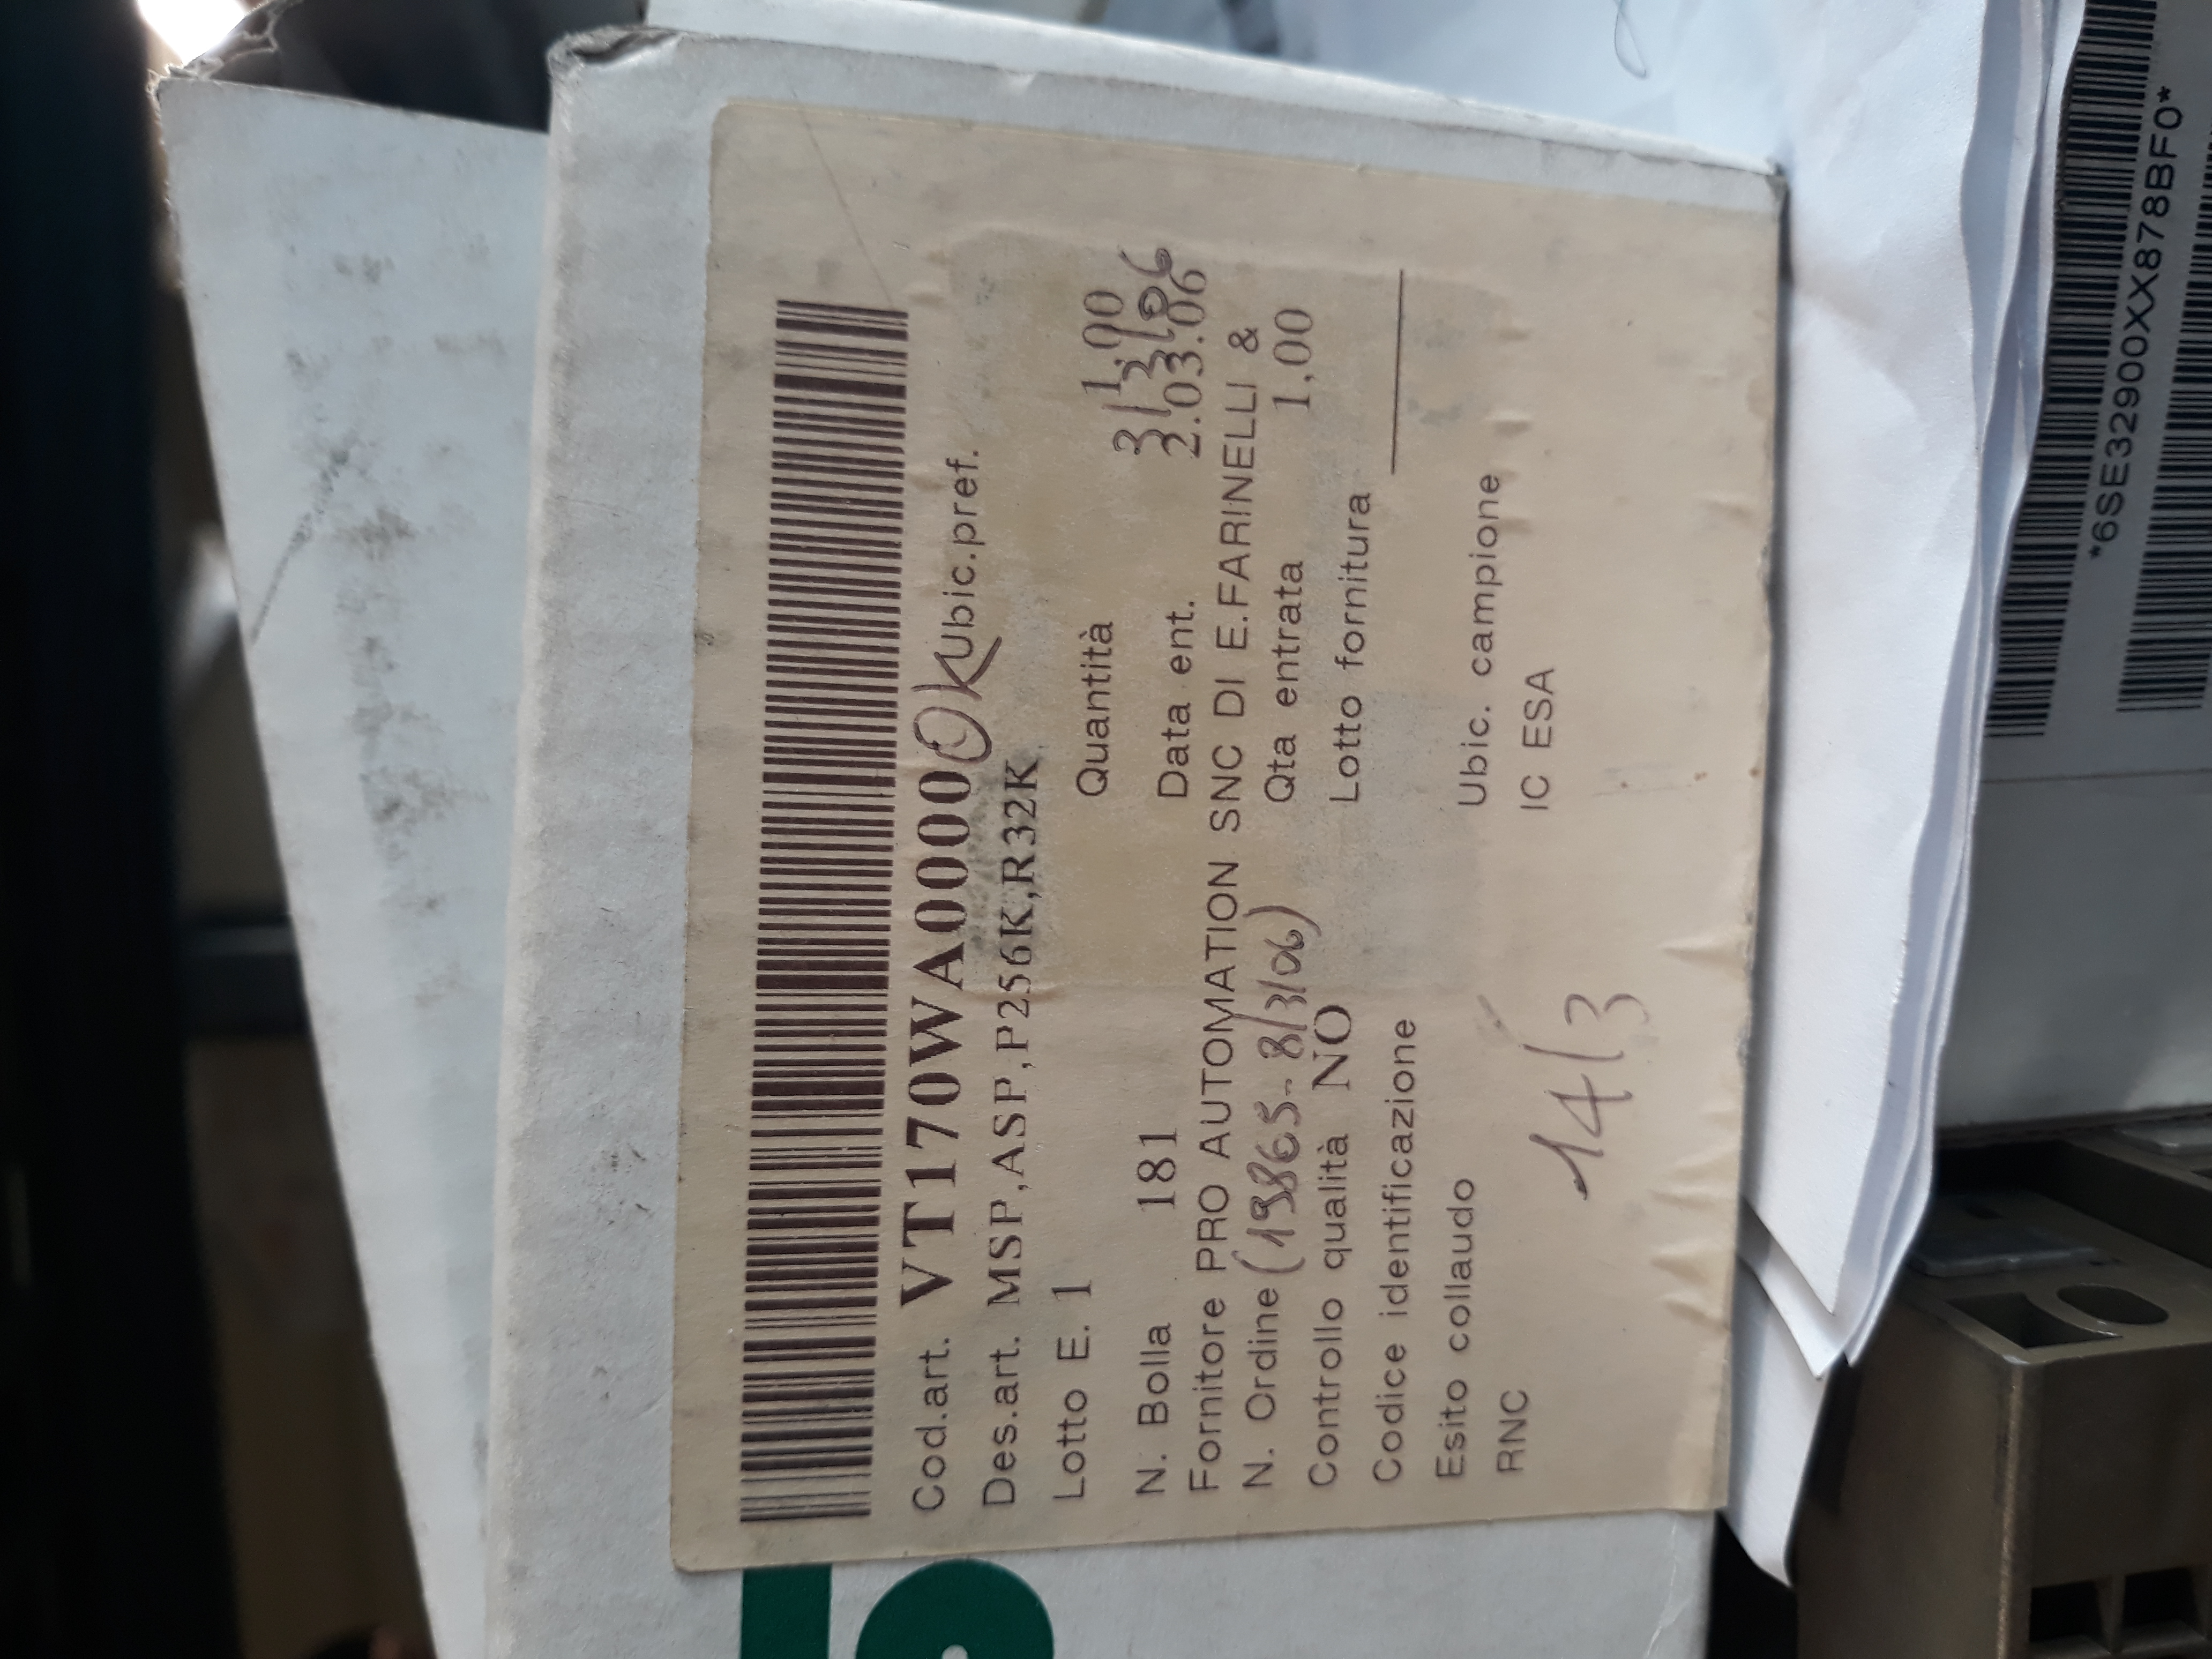 Cod.art. VT170WA0000 OK Ubic.pref.
Des.art. MSP,ASP,P256K,R32K
Lotto E. 1 Quantità 1,00
3/3/06
N. Bolla 181 Data ent. 2.03.06
Fornitore PRO AUTOMATION SNC DI E.FARINELLI &
N. Ordine (13865-8/3/06) Qta entrata 1,00
Controllo qualità NO Lotto fornitura
Codice identificazione
Esito collaudo Ubic. campione
RNC IC ESA
14/3
*6SE32900XX878BF0*